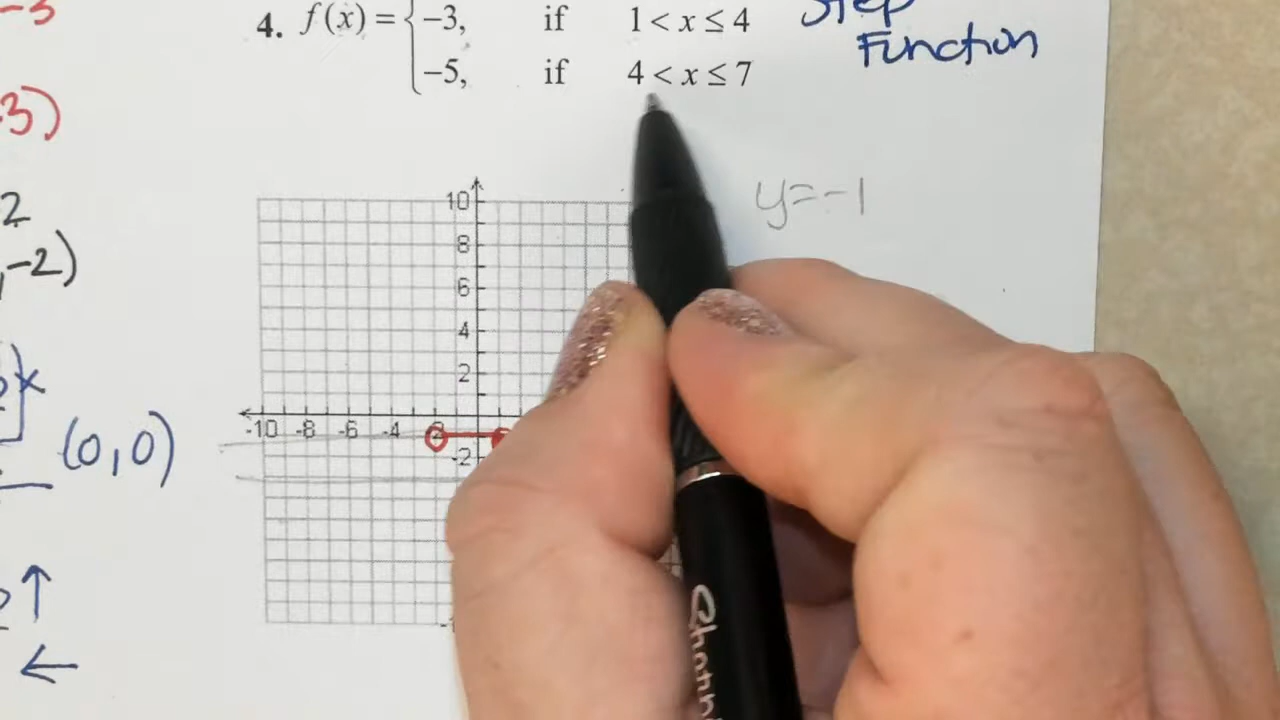 -3
4. f(x) = { -3, if 1 < x ≤ 4 Step
-5, if 4 < x ≤ 7 Function
-3)
y=-1
2
,-2)
10
8
6
4
2
-10 -8 -6 -4 -2
-2
(0,0)